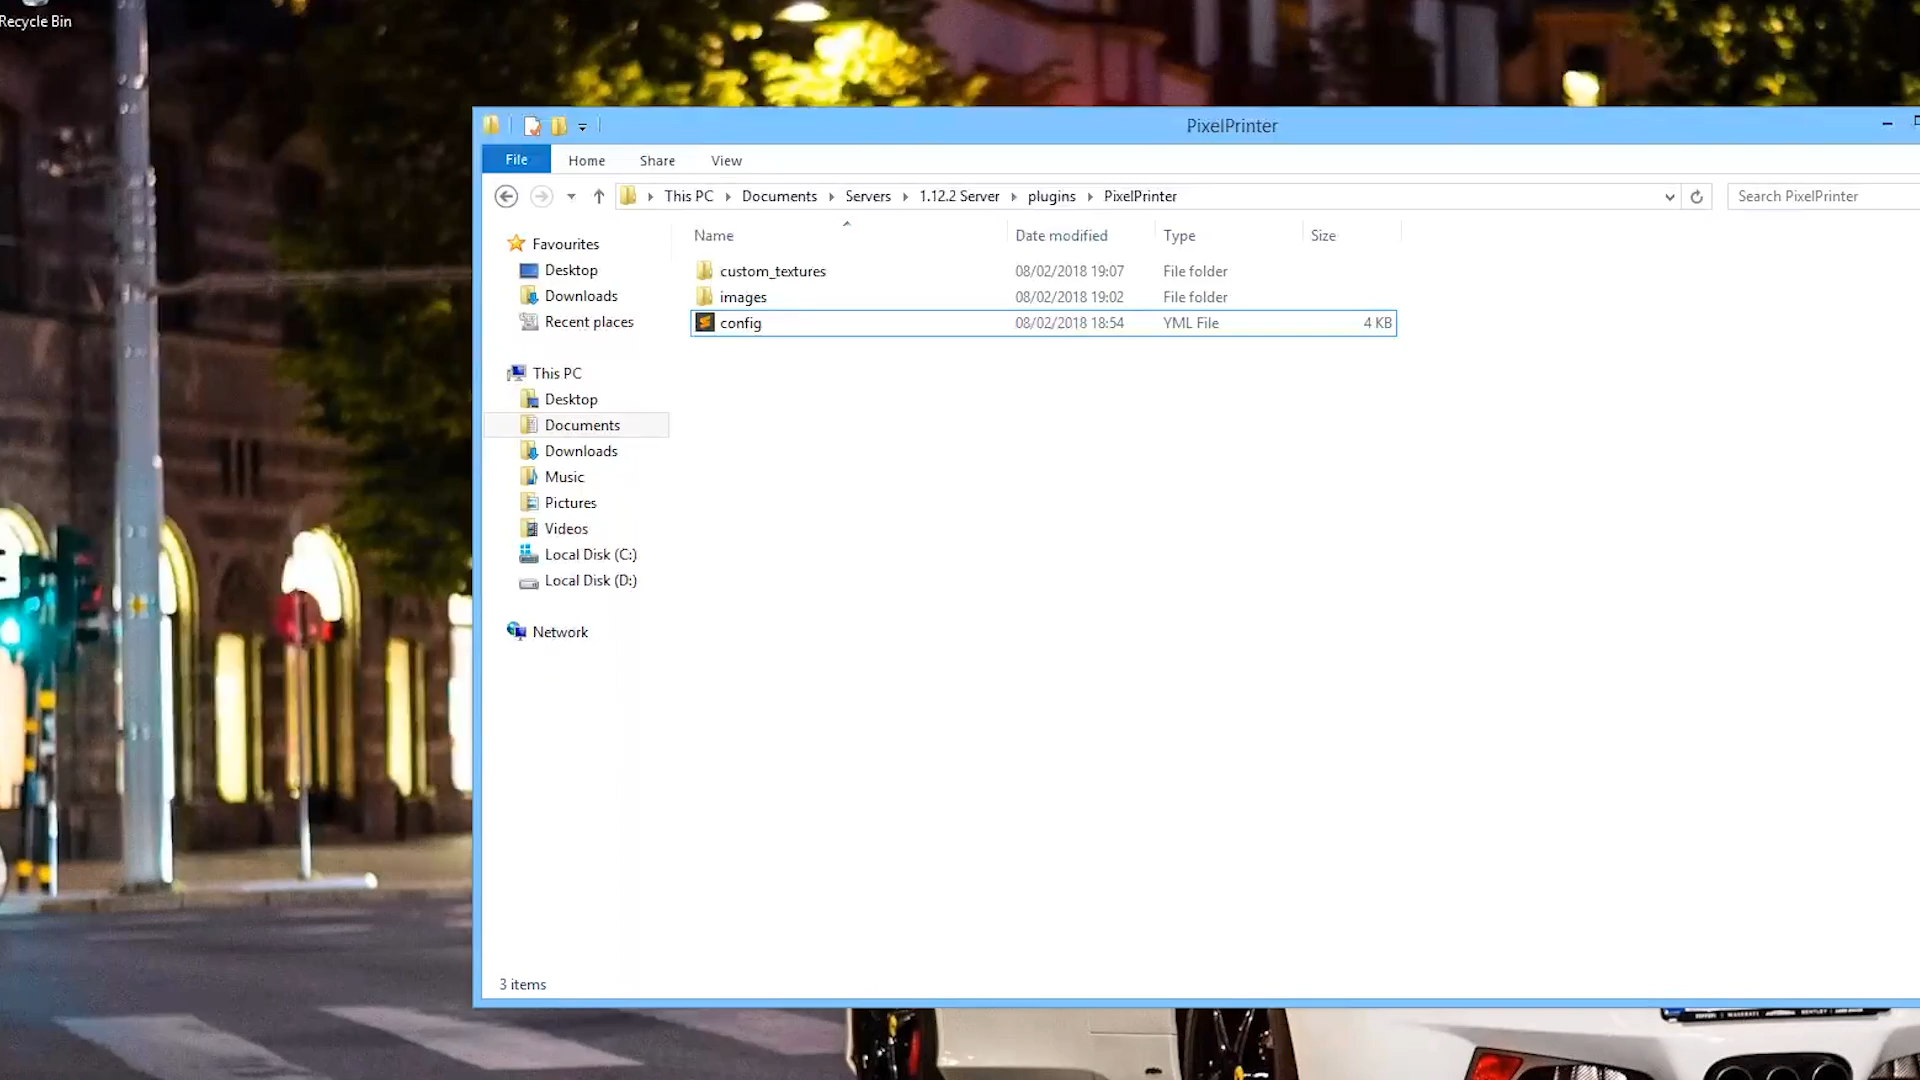 Recycle Bin
PixelPrinter
File Home Share View
This PC Documents Servers 1.12.2 Server plugins PixelPrinter Search PixelPrinter
Name Date modified Type Size
custom_textures 08/02/2018 19:07 File folder
images 08/02/2018 19:02 File folder
config 08/02/2018 18:54 YML File 4 KB
Favourites
Desktop
Downloads
Recent places
This PC
Desktop
Documents
Downloads
Music
Pictures
Videos
Local Disk (C:)
Local Disk (D:)
Network
3 items